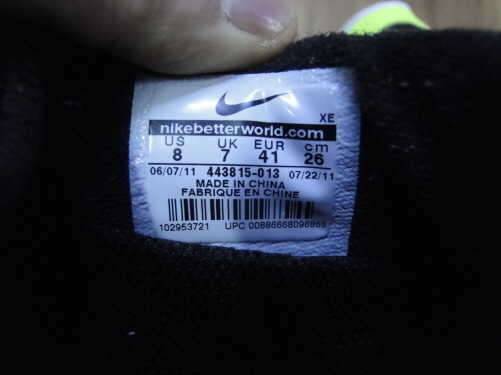 XE
nikebetterworld.com
US UK EUR cm
8 7 41 26
06/07/11 443815-013 07/22/11
MADE IN CHINA
FABRIQUE EN CHINE
102953721 UPC